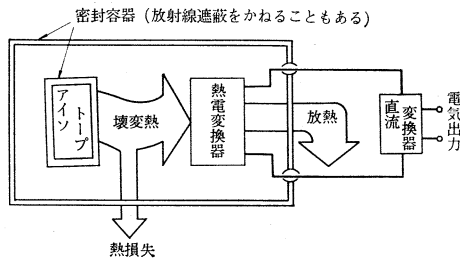 密封容器（放射線遮蔽をかねることもある）
アイソ
トープ
壊変熱
熱電変換器
放熱
直流
変換器
電気出力
熱損失